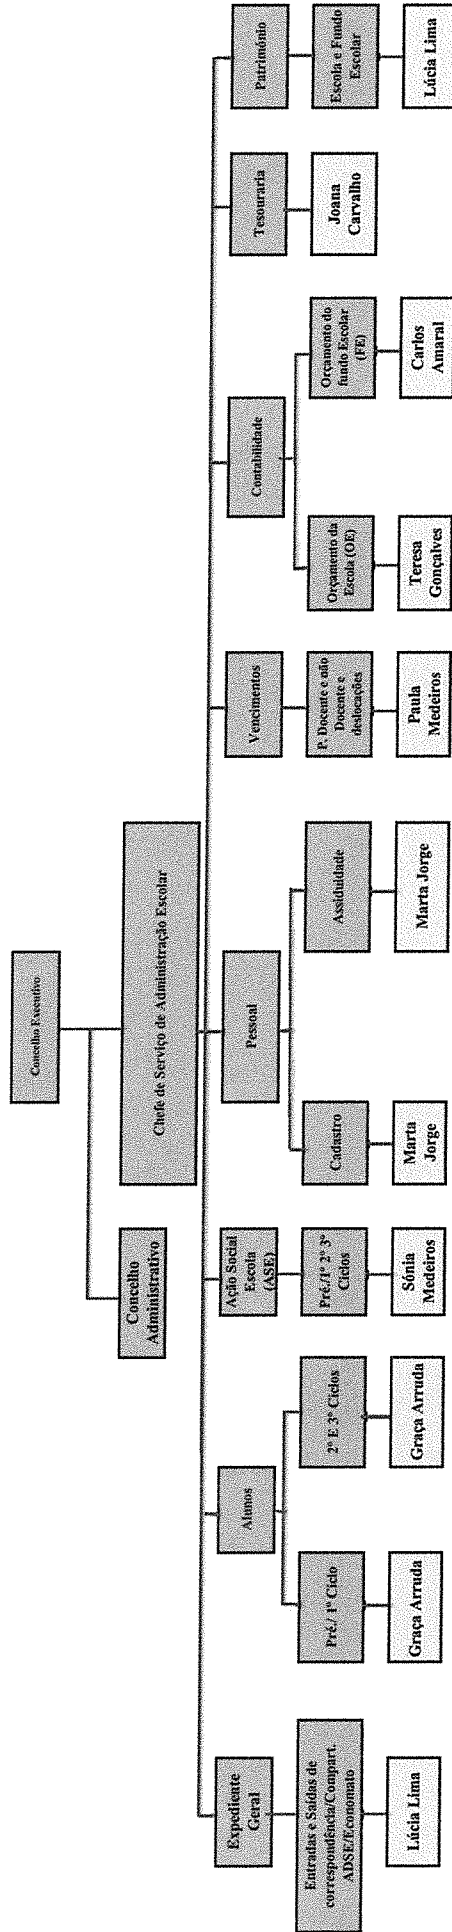 Concelho Executivo
Concelho
Administrativo
Chefe de Serviço de Administração Escolar
Expediente
Geral
Alunos
Ação Social
Escola
(ASE)
Pessoal
Vencimentos
Contabilidade
Tesouraria
Património
Entradas e Saídas de
correspondência/Compart.
ADSE/Economato
Pré./ 1º Ciclo
2º E 3º Ciclos
Pré./1º 2º 3º
Ciclos
Cadastro
Assiduidade
P. Docente e não
Docente e
deslocações
Orçamento da
Escola (OE)
Orçamento do
fundo Escolar
(FE)
Joana
Carvalho
Escola e Fundo
Escolar
Lúcia Lima
Graça Arruda
Graça Arruda
Sónia
Medeiros
Marta
Jorge
Marta Jorge
Paula
Medeiros
Teresa
Gonçalves
Carlos
Amaral
Lúcia Lima